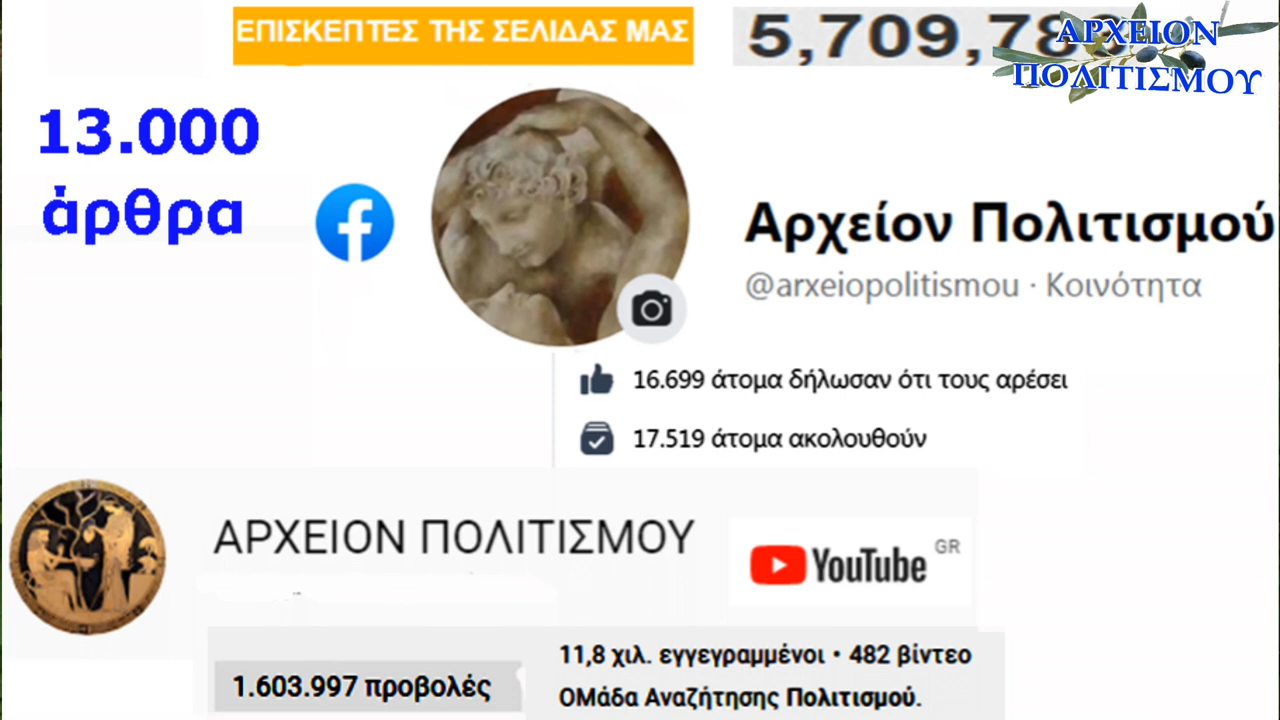 ΕΠΙΣΚΕΠΤΕΣ ΤΗΣ ΣΕΛΙΔΑΣ ΜΑΣ
ΑΡΧΕΙΟΝ
ΠΟΛΙΤΙΣΜΟΥ
13.000
άρθρα
Αρχείον Πολιτισμού
@arxeiopolitismou · Κοινότητα
16.699 άτομα δήλωσαν ότι τους αρέσει
17.519 άτομα ακολουθούν
ΑΡΧΕΙΟΝ ΠΟΛΙΤΙΣΜΟΥ
YouTube GR
11,8 χιλ. εγγεγραμμένοι • 482 βίντεο
1.603.997 προβολές
ΟΜάδα Αναζήτησης Πολιτισμού.